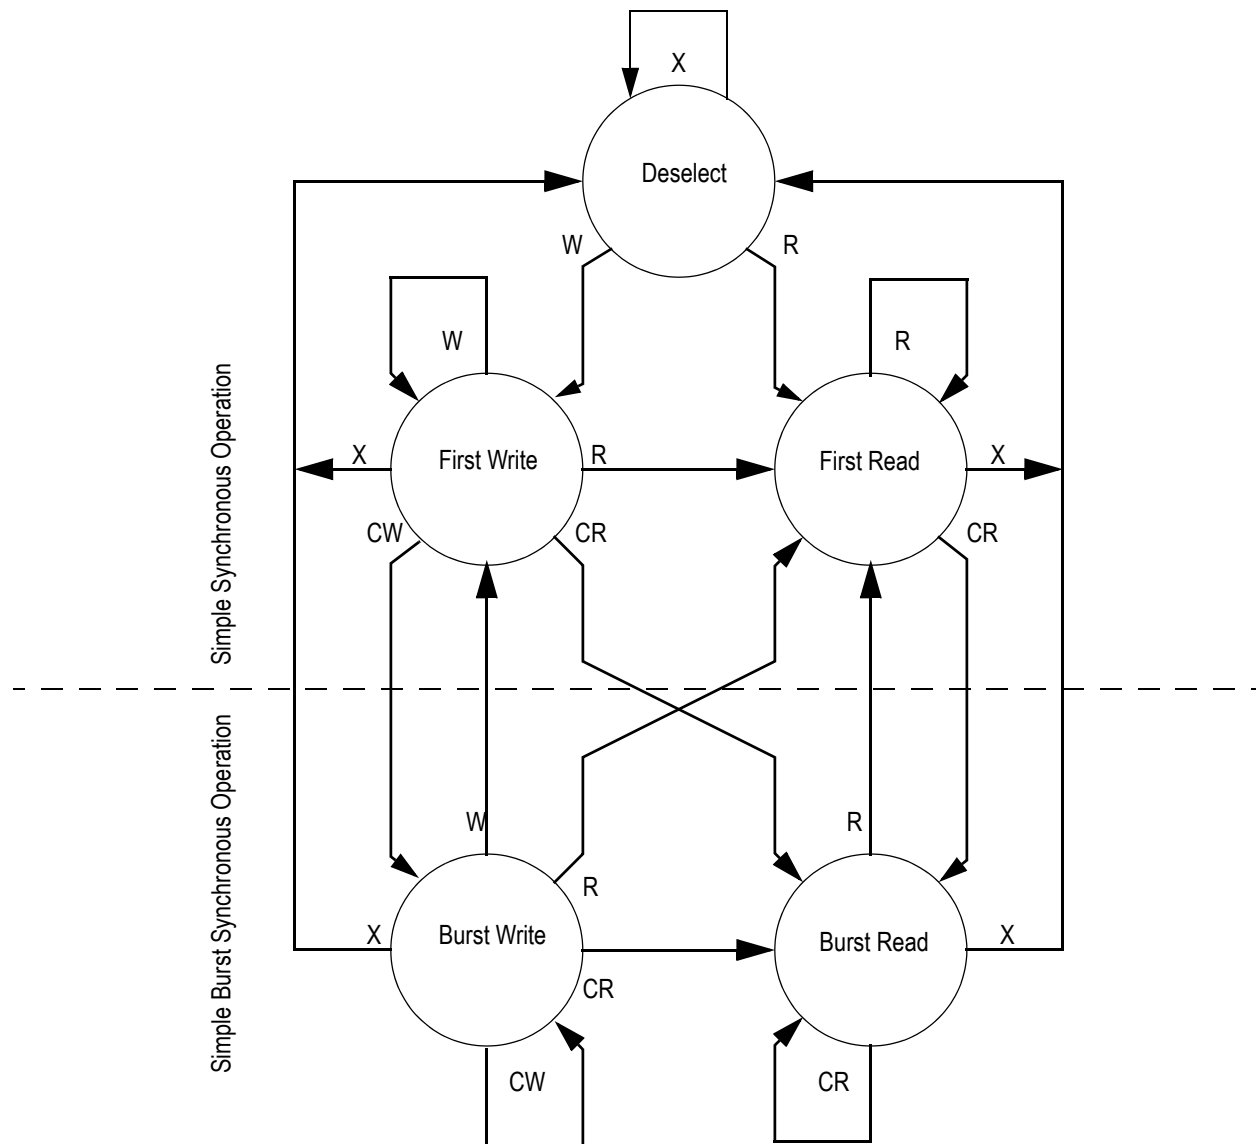 X
Deselect
W
R
W
R
X
First Write
R
First Read
X
CW
CR
CR
Simple Synchronous Operation
Simple Burst Synchronous Operation
W
R
R
X
Burst Write
Burst Read
X
CR
CW
CR